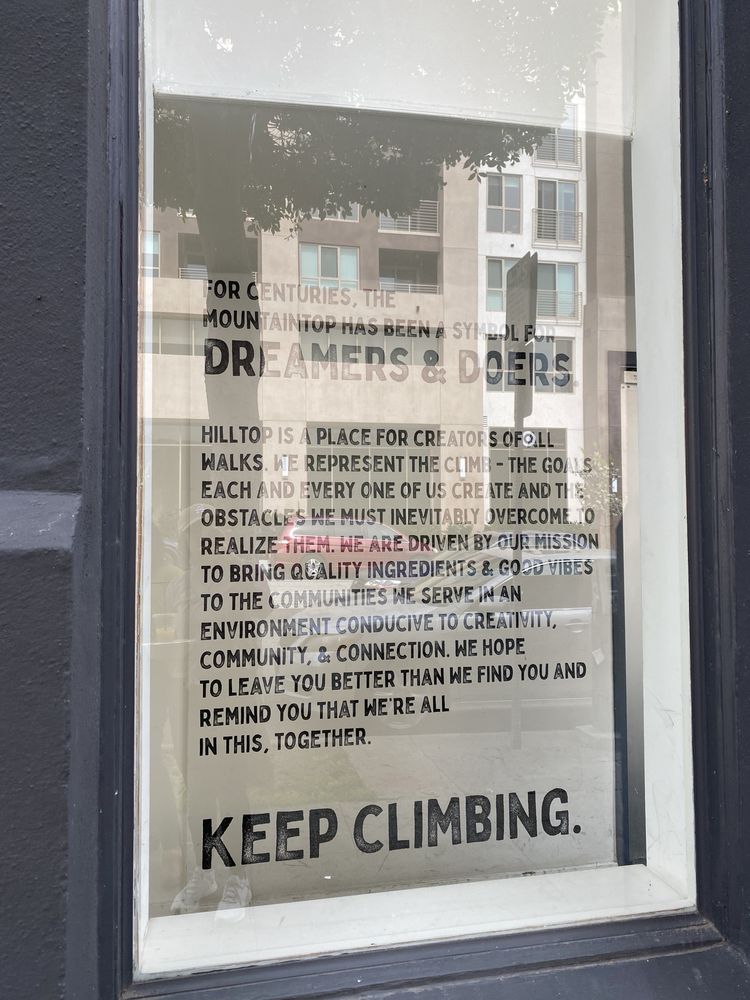 FOR CENTURIES, THE
MOUNTAINTOP HAS BEEN A SYMBOL FOR
DREAMERS & DOERS.
HILLTOP IS A PLACE FOR CREATORS OF ALL
WALKS. WE REPRESENT THE CLIMB - THE GOALS
EACH AND EVERY ONE OF US CREATE AND THE
OBSTACLES WE MUST INEVITABLY OVERCOME TO
REALIZE THEM. WE ARE DRIVEN BY OUR MISSION
TO BRING QUALITY INGREDIENTS & GOOD VIBES
TO THE COMMUNITIES WE SERVE IN AN
ENVIRONMENT CONDUCIVE TO CREATIVITY,
COMMUNITY, & CONNECTION. WE HOPE
TO LEAVE YOU BETTER THAN WE FIND YOU AND
REMIND YOU THAT WE'RE ALL
IN THIS, TOGETHER.
KEEP CLIMBING.